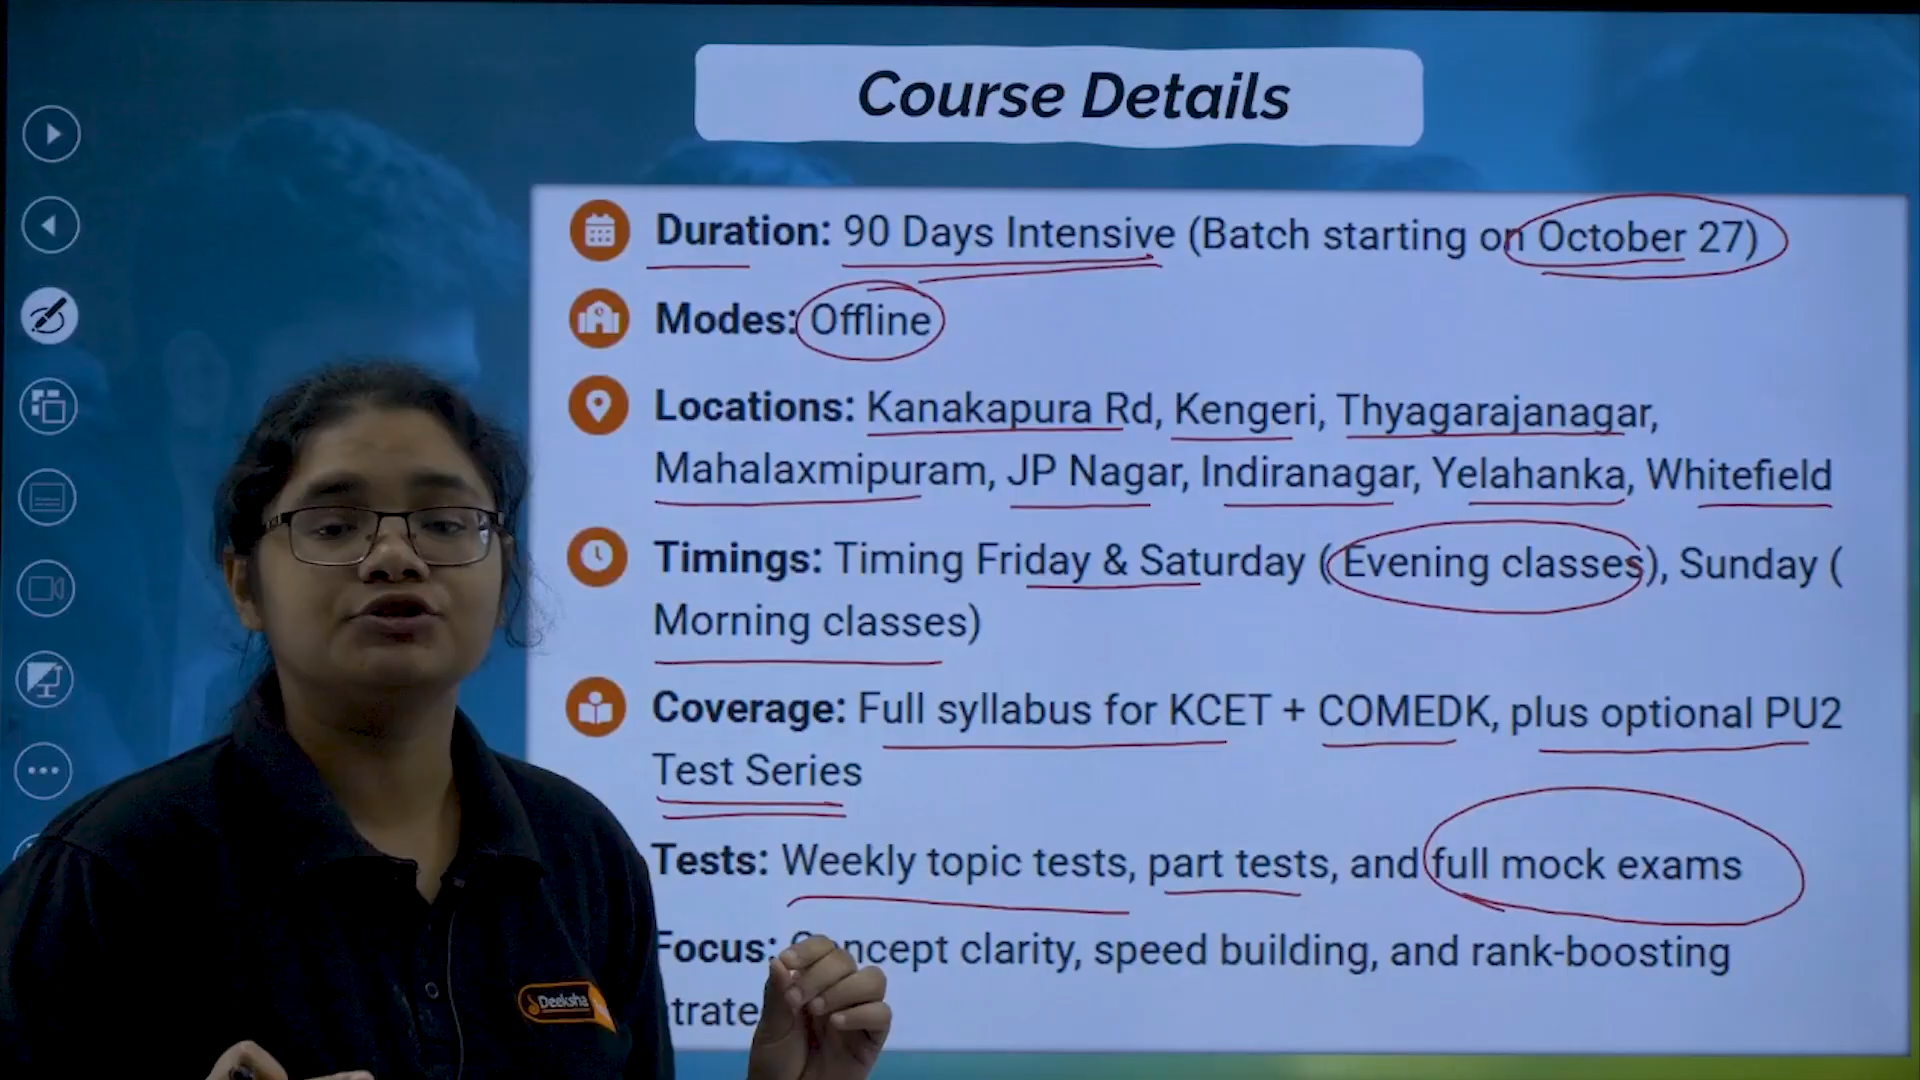 Course Details
Duration: 90 Days Intensive (Batch starting on October 27)
Modes: Offline
Locations: Kanakapura Rd, Kengeri, Thyagarajanagar,
Mahalaxmipuram, JP Nagar, Indiranagar, Yelahanka, Whitefield
Timings: Timing Friday & Saturday ( Evening classes), Sunday (
Morning classes)
Coverage: Full syllabus for KCET + COMEDK, plus optional PU2
Test Series
Tests: Weekly topic tests, part tests, and full mock exams
Focus: Concept clarity, speed building, and rank-boosting
Deeksha